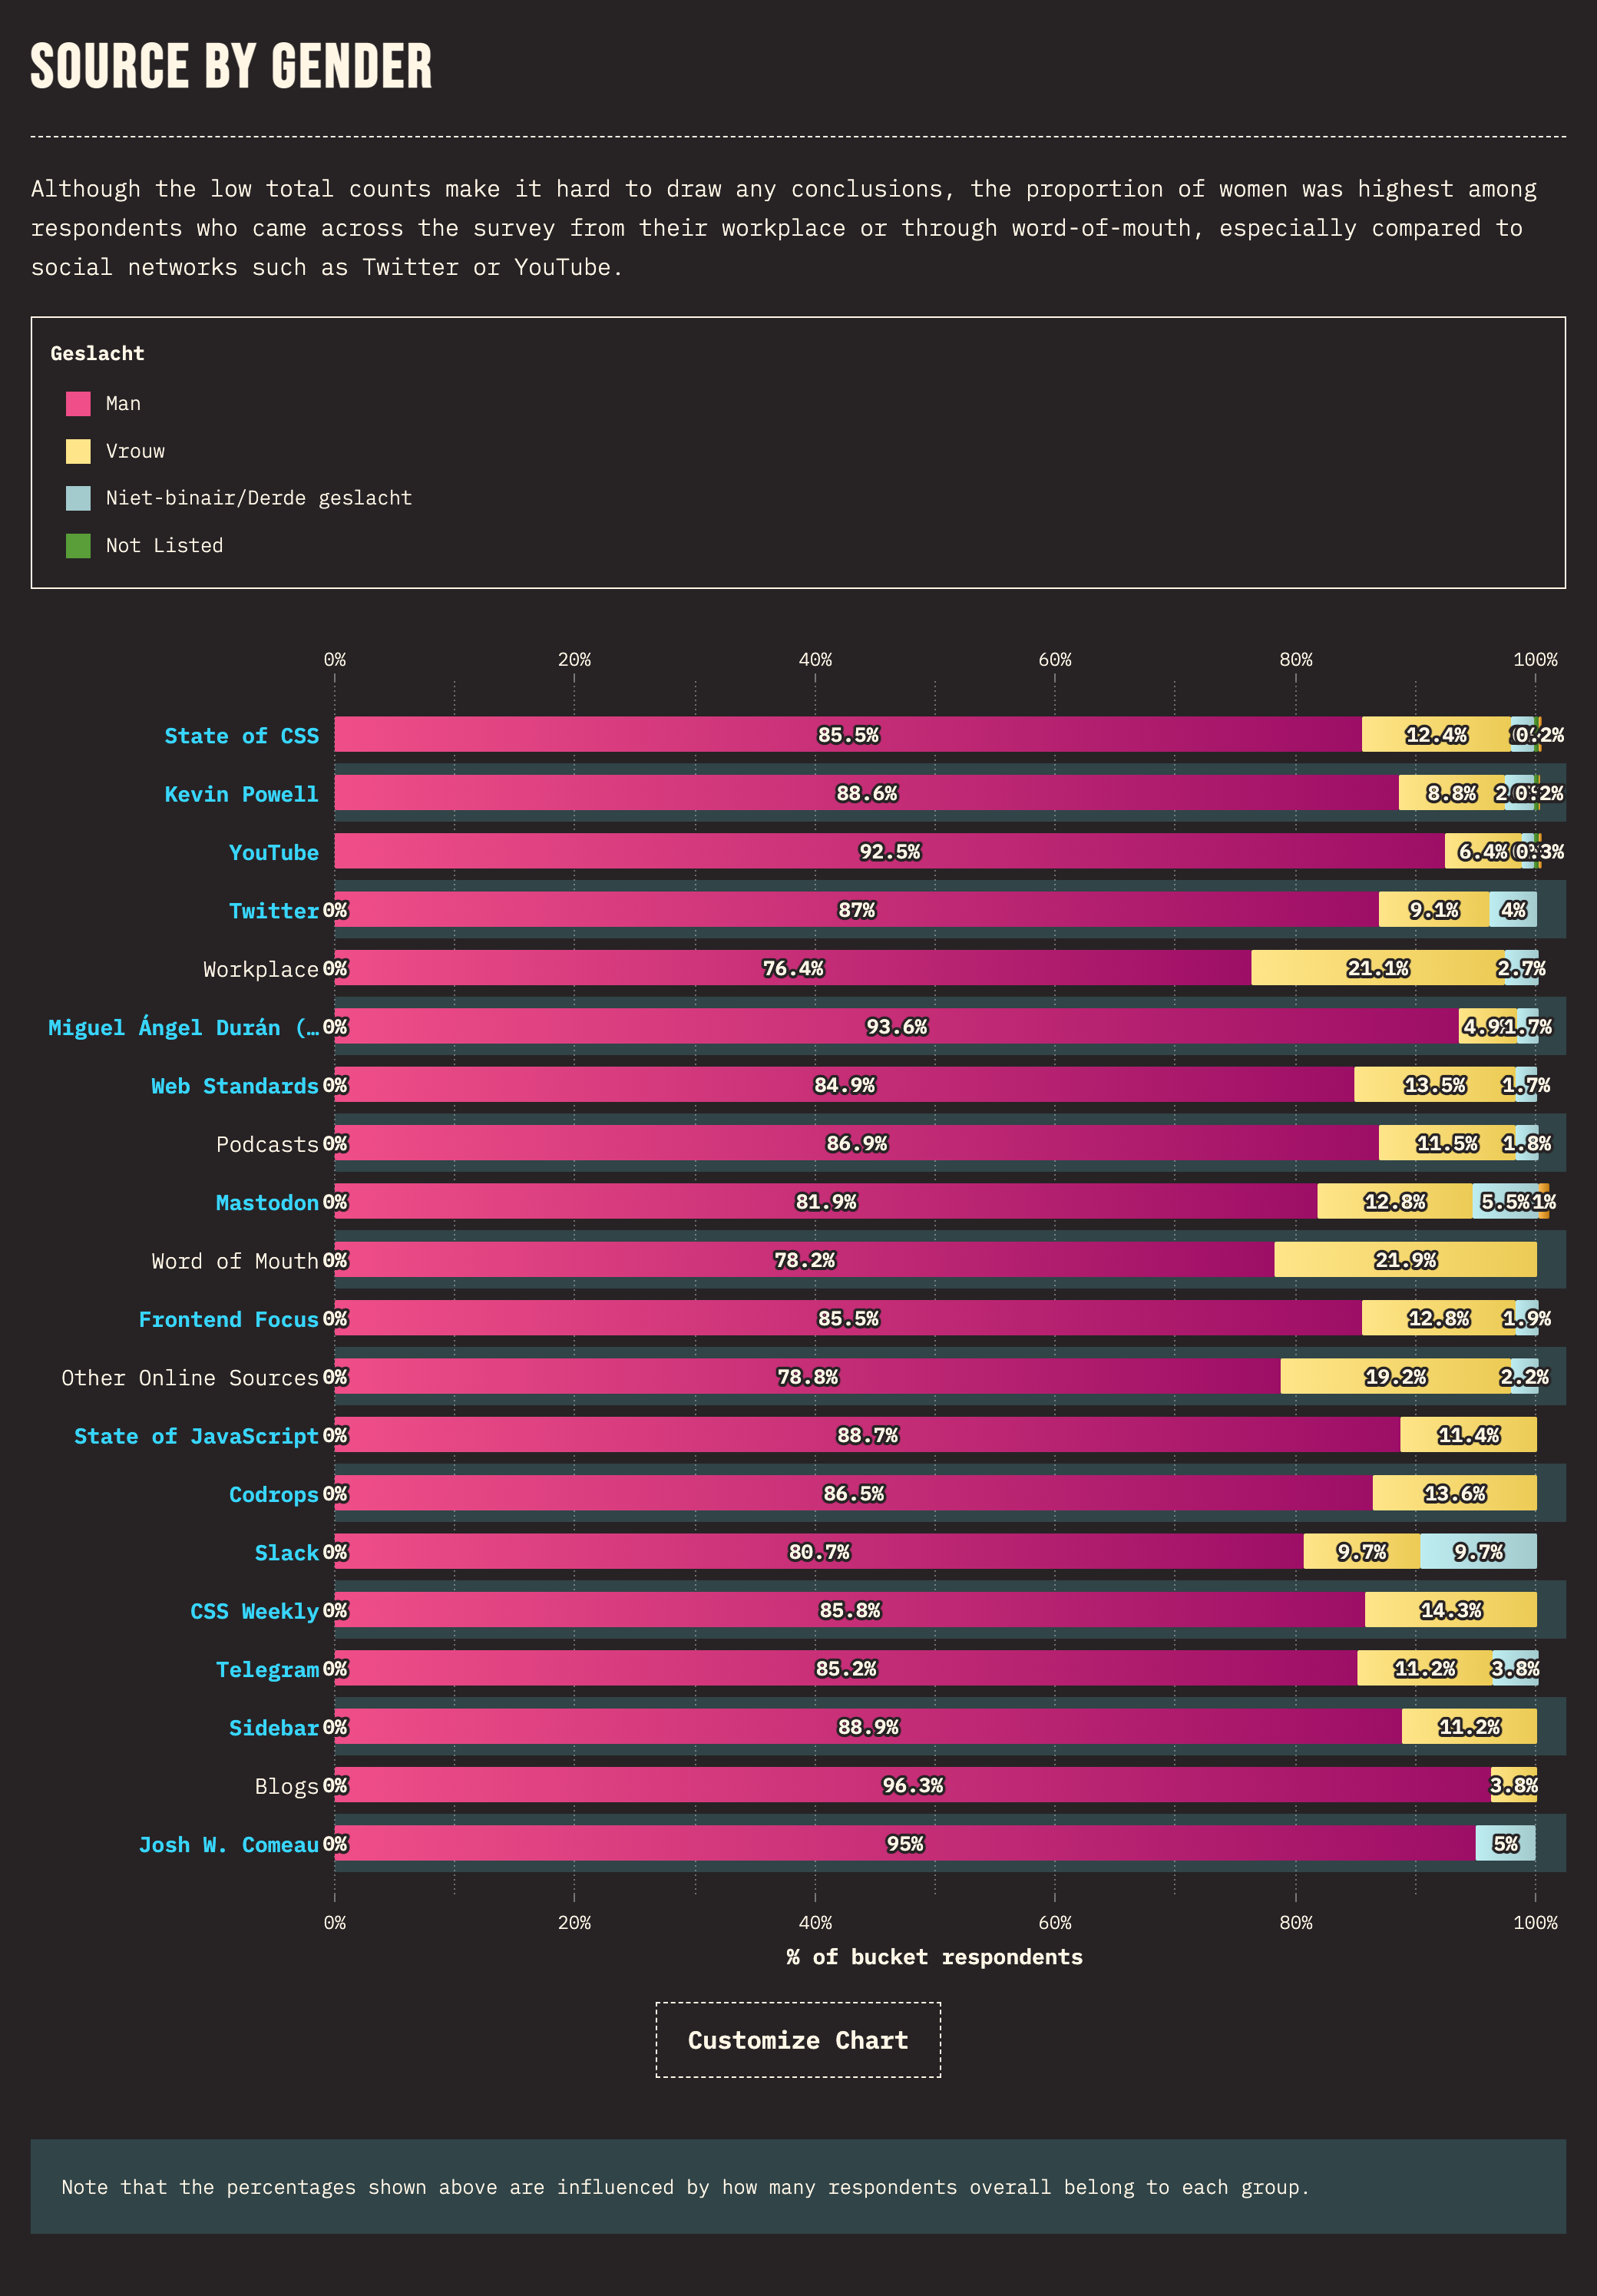 SOURCE BY GENDER
Although the low total counts make it hard to draw any conclusions, the proportion of women was highest among
respondents who came across the survey from their workplace or through word-of-mouth, especially compared to
social networks such as Twitter or YouTube.
Geslacht
Man
Vrouw
Niet-binair/Derde geslacht
Not Listed
0% 20% 40% 60% 80% 100%
State of CSS 85.5% 12.4% 0.2%
Kevin Powell 88.6% 8.8% 0.2%
YouTube 92.5% 6.4% 0.3%
Twitter 0% 87% 9.1% 4%
Workplace 0% 76.4% 21.1% 2.7%
Miguel Ángel Durán (… 0% 93.6% 4.9% 1.7%
Web Standards 0% 84.9% 13.5% 1.7%
Podcasts 0% 86.9% 11.5% 1.8%
Mastodon 0% 81.9% 12.8% 5.5% 1%
Word of Mouth 0% 78.2% 21.9%
Frontend Focus 0% 85.5% 12.8% 1.9%
Other Online Sources 0% 78.8% 19.2% 2.2%
State of JavaScript 0% 88.7% 11.4%
Codrops 0% 86.5% 13.6%
Slack 0% 80.7% 9.7% 9.7%
CSS Weekly 0% 85.8% 14.3%
Telegram 0% 85.2% 11.2% 3.8%
Sidebar 0% 88.9% 11.2%
Blogs 0% 96.3% 3.8%
Josh W. Comeau 0% 95% 5%
0% 20% 40% 60% 80% 100%
% of bucket respondents
Customize Chart
Note that the percentages shown above are influenced by how many respondents overall belong to each group.